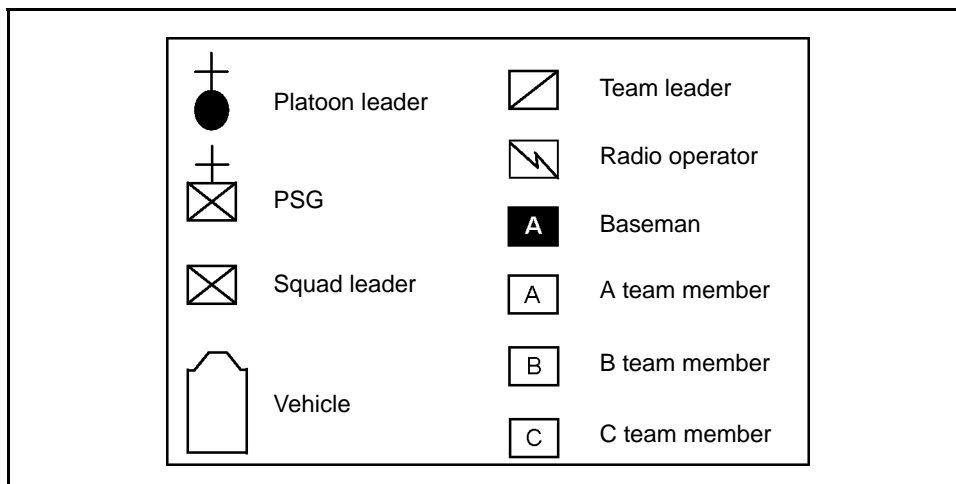 Platoon leader
PSG
Squad leader
Vehicle
Team leader
Radio operator
A Baseman
A A team member
B B team member
C C team member